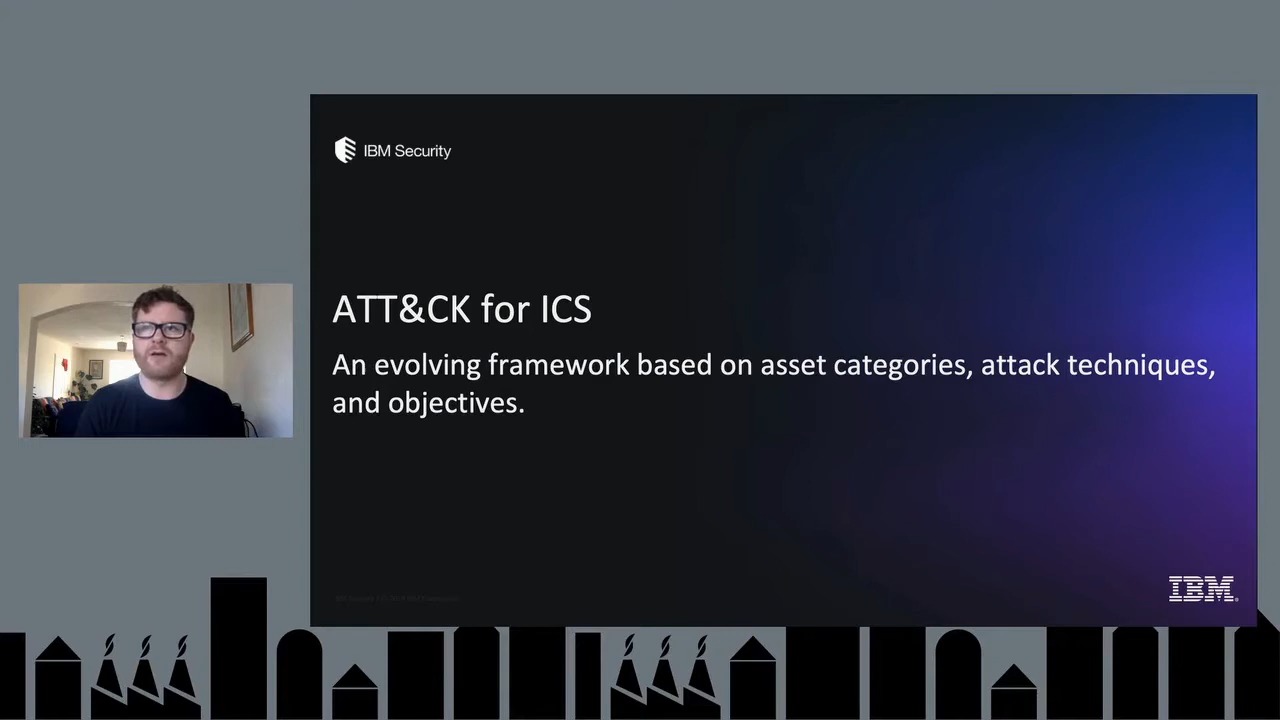 IBM Security
ATT&CK for ICS
An evolving framework based on asset categories, attack techniques,
and objectives.
IBM